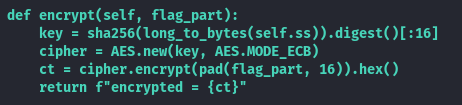 def encrypt(self, flag_part):
    key = sha256(long_to_bytes(self.ss)).digest()[:16]
    cipher = AES.new(key, AES.MODE_ECB)
    ct = cipher.encrypt(pad(flag_part, 16)).hex()
    return f"encrypted = {ct}"